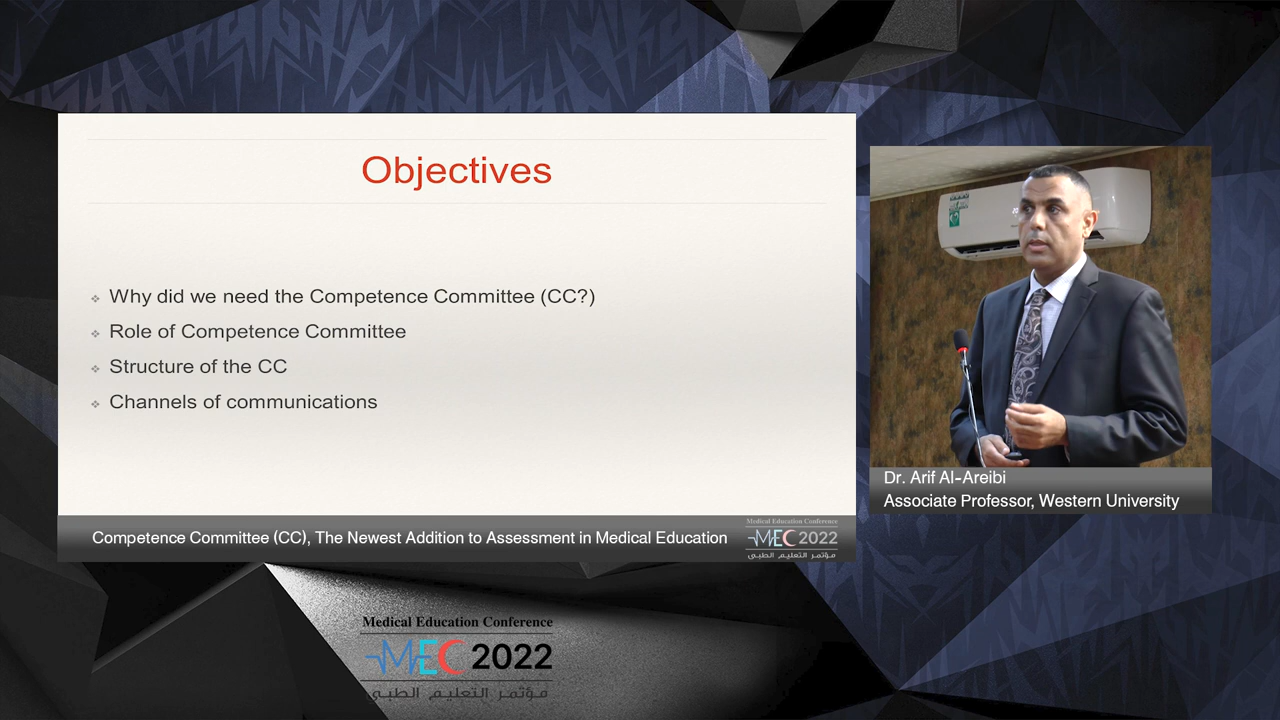 Objectives
Why did we need the Competence Committee (CC?)
Role of Competence Committee
Structure of the CC
Channels of communications
Competence Committee (CC), The Newest Addition to Assessment in Medical Education
Medical Education Conference
MEC 2022
مؤتمر التعليم الطبي
Dr. Arif Al-Areibi
Associate Professor, Western University
Medical Education Conference
MEC 2022
مؤتمر التعليم الطبي